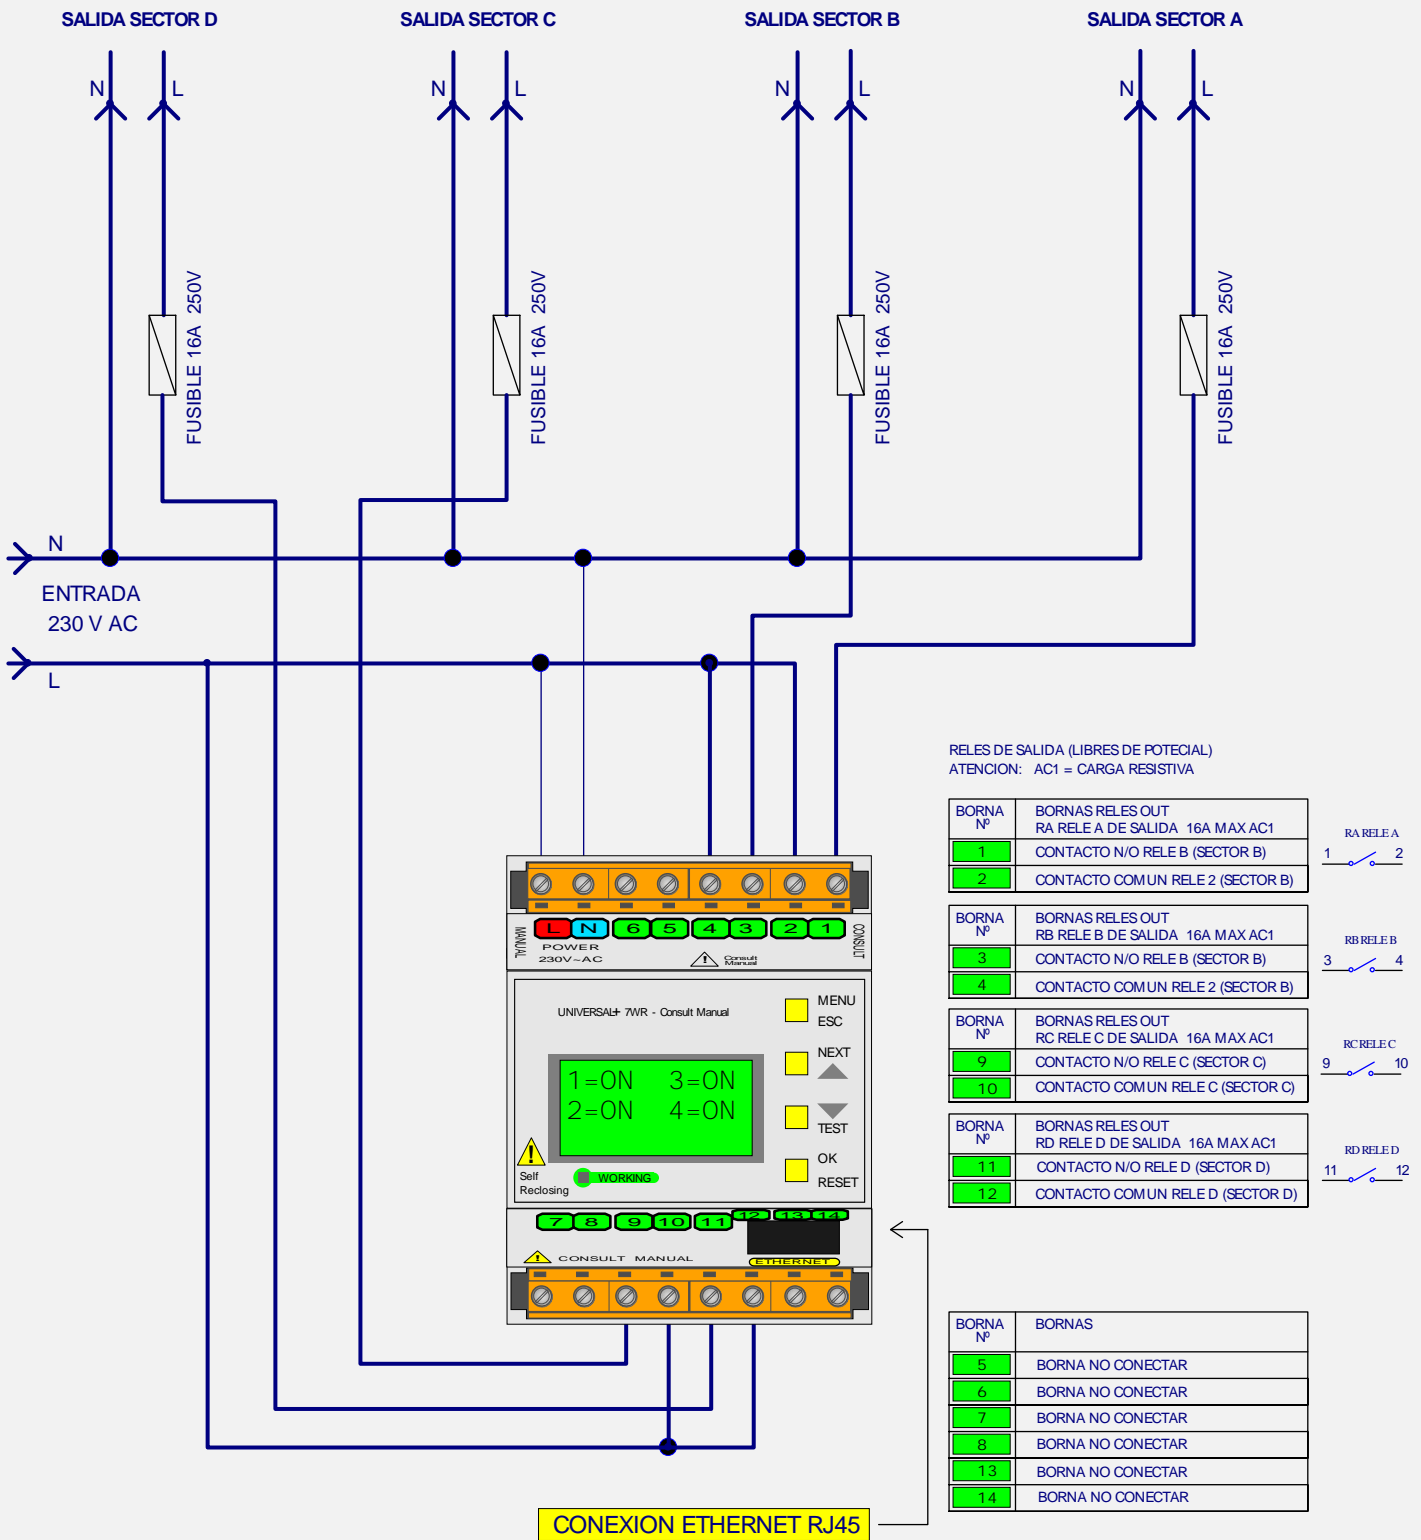 SALIDA SECTOR D
SALIDA SECTOR C
SALIDA SECTOR B
SALIDA SECTOR A
N L
N L
N L
N L
FUSIBLE 16A 250V
FUSIBLE 16A 250V
FUSIBLE 16A 250V
FUSIBLE 16A 250V
N
ENTRADA
230 V AC
L
RELES DE SALIDA (LIBRES DE POTECIAL)
ATENCION: AC1 = CARGA RESISTIVA
BORNA Nº
BORNAS RELES OUT
RA RELE A DE SALIDA 16A MAX AC1
1 CONTACTO N/O RELE B (SECTOR B)
2 CONTACTO COMUN RELE 2 (SECTOR B)
RA RELE A
1 2
BORNA Nº
BORNAS RELES OUT
RB RELE B DE SALIDA 16A MAX AC1
3 CONTACTO N/O RELE B (SECTOR B)
4 CONTACTO COMUN RELE 2 (SECTOR B)
RB RELE B
3 4
BORNA Nº
BORNAS RELES OUT
RC RELE C DE SALIDA 16A MAX AC1
9 CONTACTO N/O RELE C (SECTOR C)
10 CONTACTO COMUN RELE C (SECTOR C)
RC RELE C
9 10
BORNA Nº
BORNAS RELES OUT
RD RELE D DE SALIDA 16A MAX AC1
11 CONTACTO N/O RELE D (SECTOR D)
12 CONTACTO COMUN RELE D (SECTOR D)
RD RELE D
11 12
MANUAL
L N 6 5 4 3 2 1
CONSULT
POWER
230V~AC
Consult
Manual
UNIVERSAL+ 7WR - Consult Manual
MENU
ESC
NEXT
TEST
OK
RESET
1=ON 3=ON
2=ON 4=ON
Self
Reclosing
WORKING
7 8 9 10 11 12 13 14
CONSULT MANUAL
ETHERNET
BORNA Nº
BORNAS
5 BORNA NO CONECTAR
6 BORNA NO CONECTAR
7 BORNA NO CONECTAR
8 BORNA NO CONECTAR
13 BORNA NO CONECTAR
14 BORNA NO CONECTAR
CONEXION ETHERNET RJ45